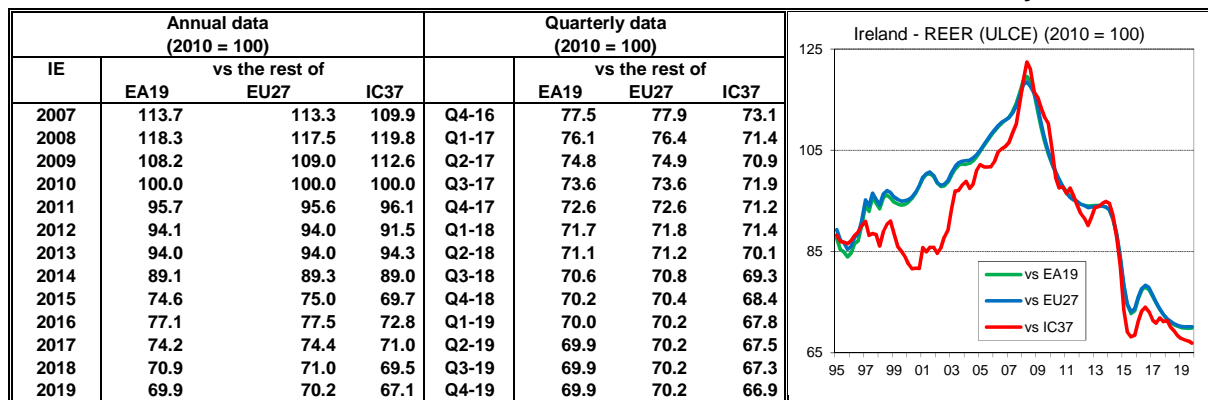 Annual data Quarterly data
(2010 = 100) (2010 = 100)
IE vs the rest of vs the rest of
EA19 EU27 IC37 EA19 EU27 IC37
2007 113.7 113.3 109.9 Q4-16 77.5 77.9 73.1
2008 118.3 117.5 119.8 Q1-17 76.1 76.4 71.4
2009 108.2 109.0 112.6 Q2-17 74.8 74.9 70.9
2010 100.0 100.0 100.0 Q3-17 73.6 73.6 71.9
2011 95.7 95.6 96.1 Q4-17 72.6 72.6 71.2
2012 94.1 94.0 91.5 Q1-18 71.7 71.8 71.4
2013 94.0 94.0 94.3 Q2-18 71.1 71.2 70.1
2014 89.1 89.3 89.0 Q3-18 70.6 70.8 69.3
2015 74.6 75.0 69.7 Q4-18 70.2 70.4 68.4
2016 77.1 77.5 72.8 Q1-19 70.0 70.2 67.8
2017 74.2 74.4 71.0 Q2-19 69.9 70.2 67.5
2018 70.9 71.0 69.5 Q3-19 69.9 70.2 67.3
2019 69.9 70.2 67.1 Q4-19 69.9 70.2 66.9
Ireland - REER (ULCE) (2010 = 100)
125
105
85
65
vs EA19
vs EU27
vs IC37
95 97 99 01 03 05 07 09 11 13 15 17 19